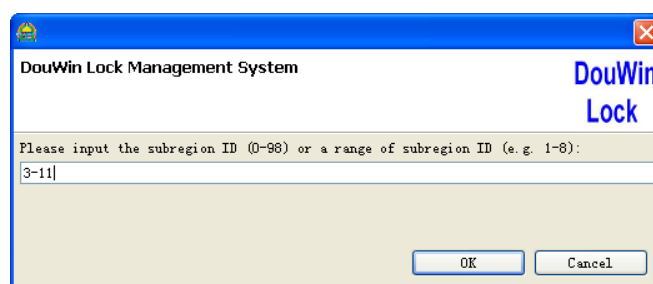 DouWin Lock Management System
DouWin
Lock
Please input the subregion ID (0-98) or a range of subregion ID (e.g. 1-8):
3-11
OK
Cancel